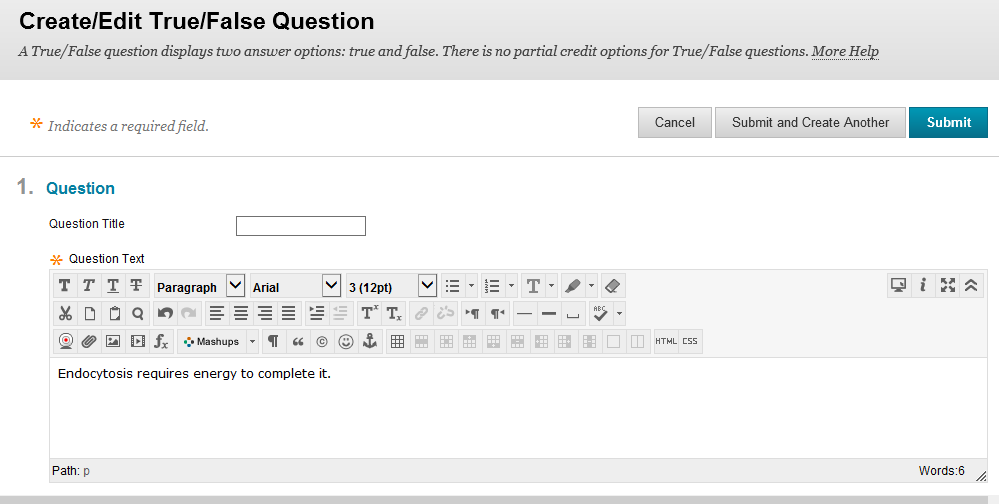 Create/Edit True/False Question
A True/False question displays two answer options: true and false. There is no partial credit options for True/False questions. More Help
* Indicates a required field.
Cancel Submit and Create Another Submit
1. Question
Question Title
* Question Text
T T T T Paragraph Arial 3 (12pt) T i
ABC
fx Mashups HTML CSS
Endocytosis requires energy to complete it.
Path: p Words:6